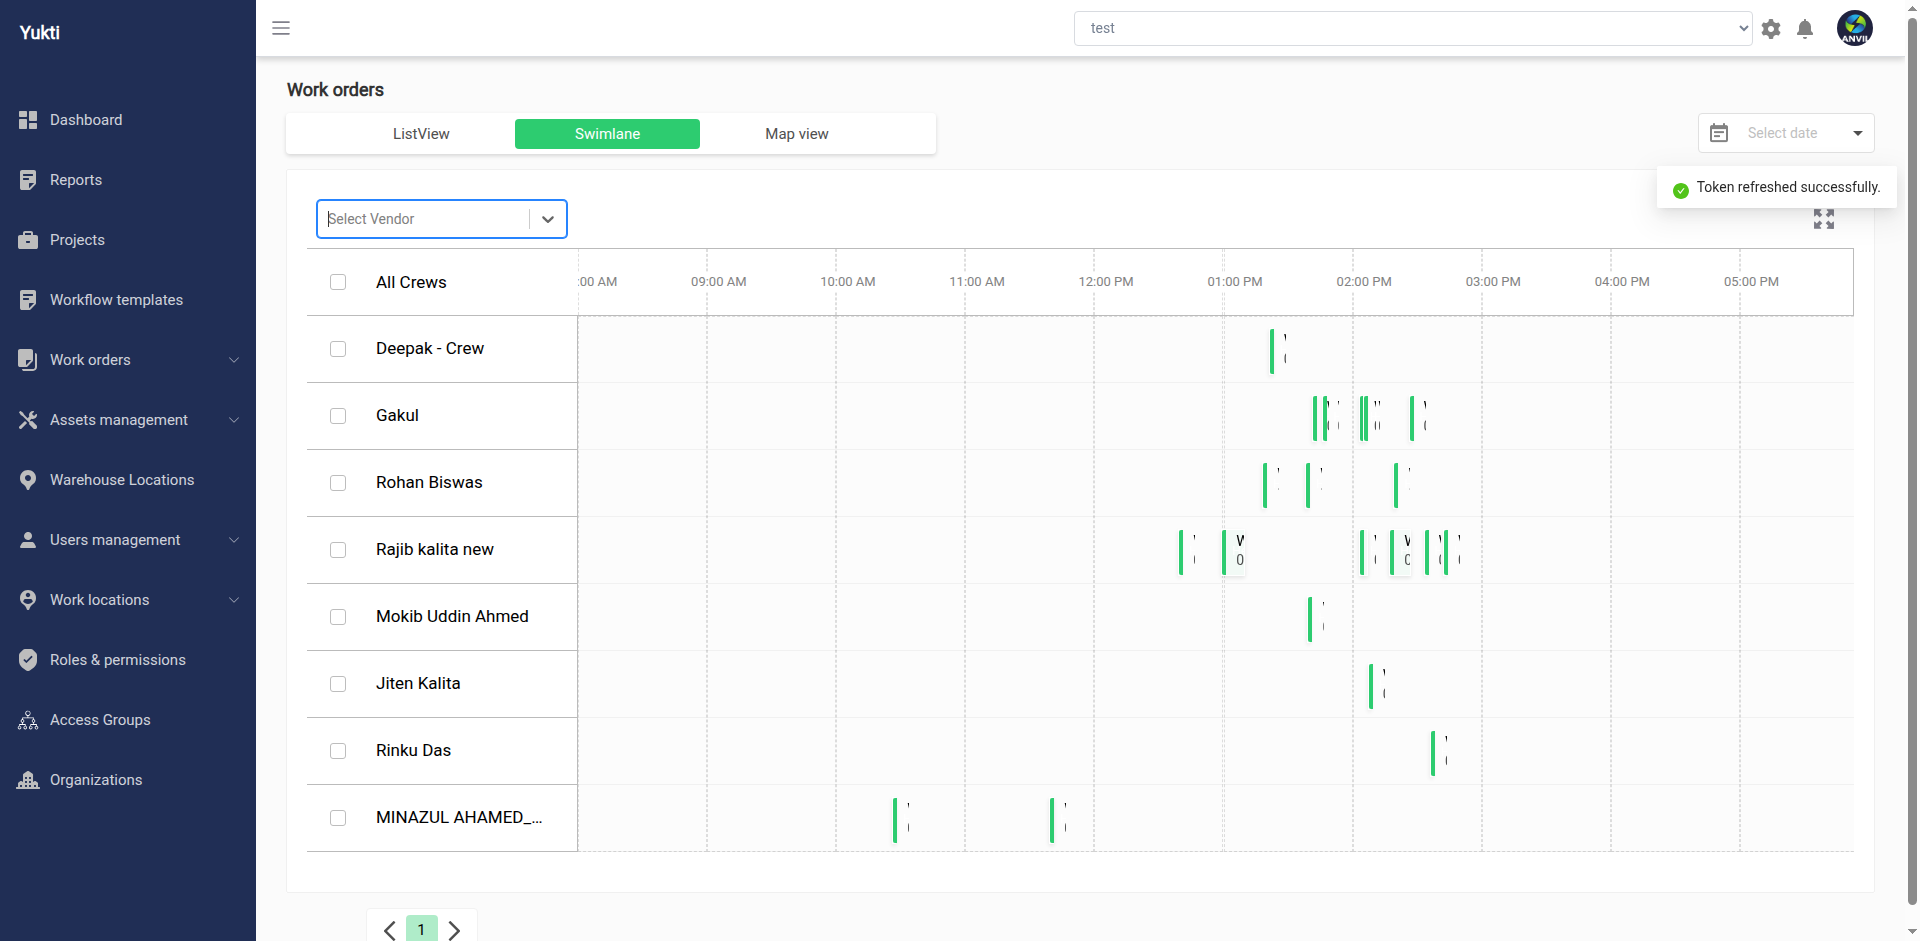 Yukti
test
ANVIL
Dashboard
Reports
Projects
Workflow templates
Work orders
Assets management
Warehouse Locations
Users management
Work locations
Roles & permissions
Access Groups
Organizations
Work orders
ListView
Swimlane
Map view
Select date
Token refreshed successfully.
Select Vendor
All Crews
:00 AM
09:00 AM
10:00 AM
11:00 AM
12:00 PM
01:00 PM
02:00 PM
03:00 PM
04:00 PM
05:00 PM
Deepak - Crew
Gakul
Rohan Biswas
Rajib kalita new
Mokib Uddin Ahmed
Jiten Kalita
Rinku Das
MINAZUL AHAMED_...
1